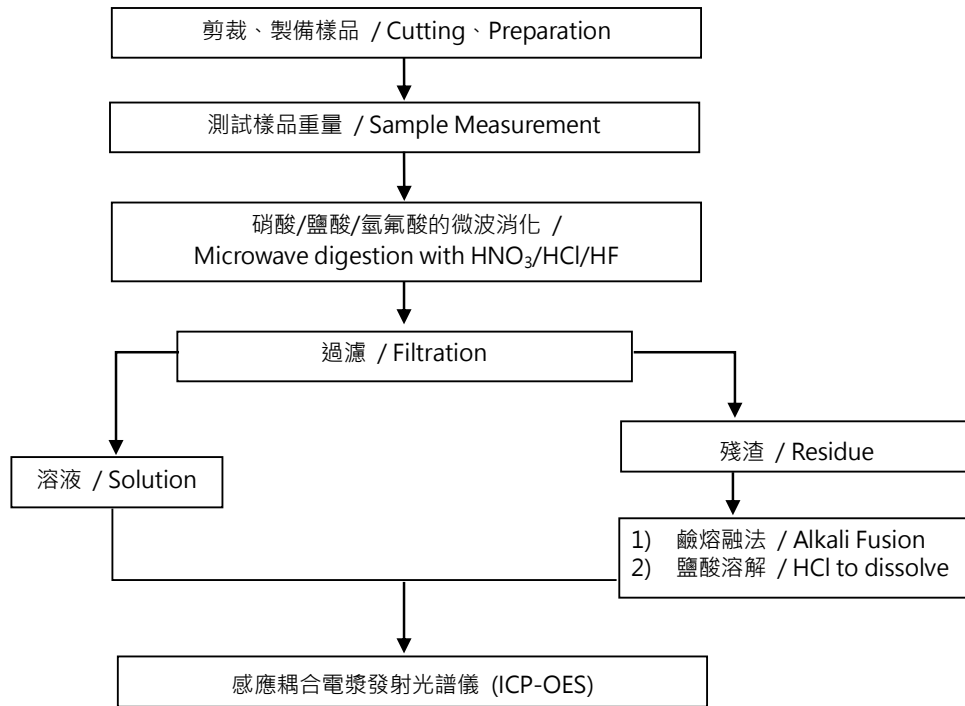 剪裁、製備樣品 / Cutting、Preparation
測試樣品重量 / Sample Measurement
硝酸/鹽酸/氫氟酸的微波消化 /
Microwave digestion with HNO₃/HCl/HF
過濾 / Filtration
溶液 / Solution
殘渣 / Residue
1) 鹼熔融法 / Alkali Fusion
2) 鹽酸溶解 / HCl to dissolve
感應耦合電漿發射光譜儀 (ICP-OES)